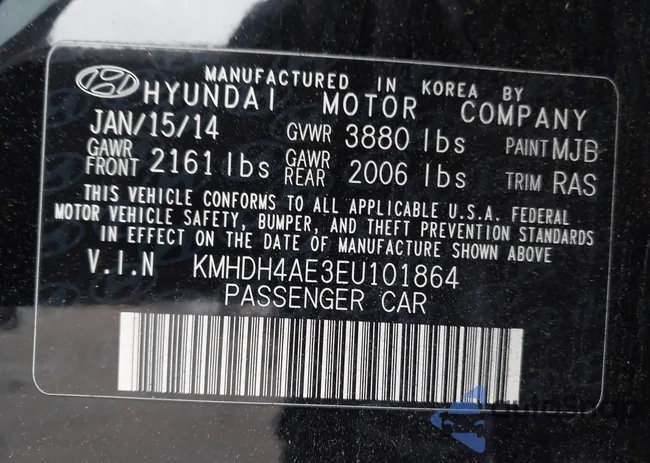 MANUFACTURED IN KOREA BY
HYUNDAI MOTOR COMPANY
JAN/15/14 GVWR 3880 lbs PAINT MJB
GAWR FRONT 2161 lbs GAWR REAR 2006 lbs TRIM RAS
THIS VEHICLE CONFORMS TO ALL APPLICABLE U.S.A. FEDERAL
MOTOR VEHICLE SAFETY, BUMPER, AND THEFT PREVENTION STANDARDS
IN EFFECT ON THE DATE OF MANUFACTURE SHOWN ABOVE
V.I.N KMHDH4AE3EU101864
PASSENGER CAR
autoshop